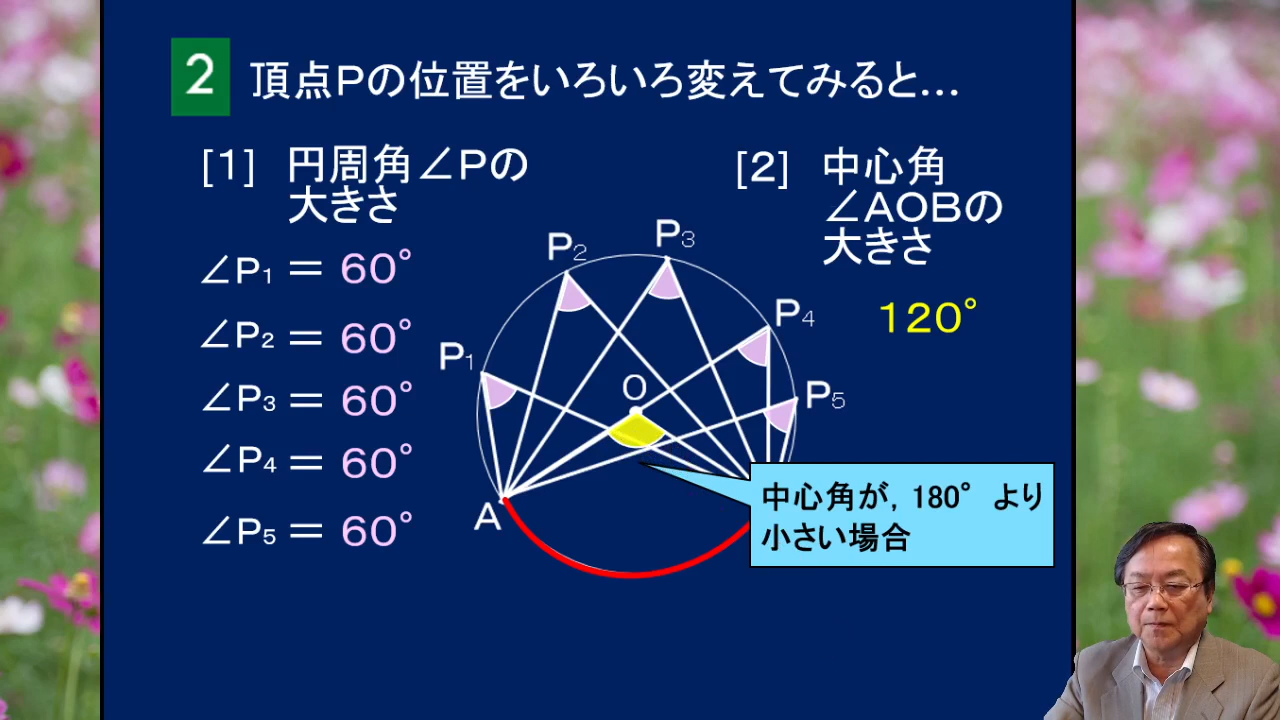 2 頂点Pの位置をいろいろ変えてみると…
[1] 円周角∠Pの
大きさ
[2] 中心角
∠AOBの
大きさ
∠P₁ = 60°
∠P₂ = 60°
∠P₃ = 60°
∠P₄ = 60°
∠P₅ = 60°
120°
P₁
P₂
P₃
P₄
P₅
O
A
中心角が, 180° より
小さい場合